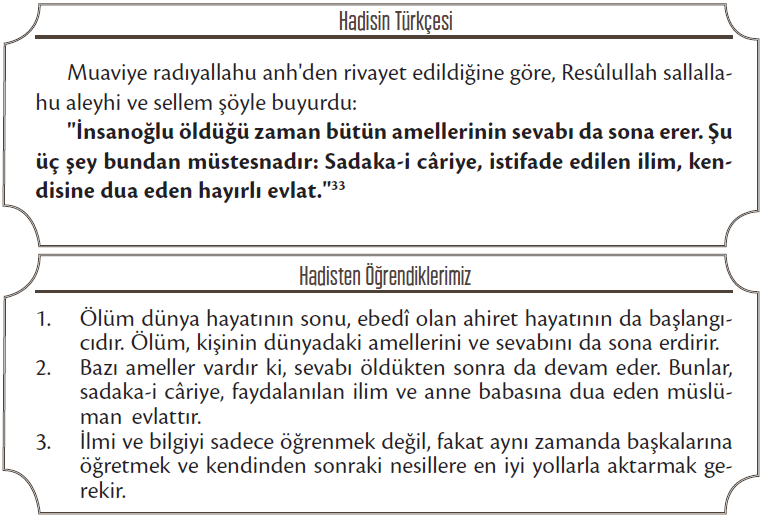 Hadisin Türkçesi
Muaviye radıyallahu anh'den rivayet edildiğine göre, Resûlullah sallalla-
hu aleyhi ve sellem şöyle buyurdu:
"İnsanoğlu öldüğü zaman bütün amellerinin sevabı da sona erer. Şu
üç şey bundan müstesnadır: Sadaka-i câriye, istifade edilen ilim, ken-
disine dua eden hayırlı evlat."33
Hadisten Öğrendiklerimiz
1. Ölüm dünya hayatının sonu, ebedî olan ahiret hayatının da başlangı-
cıdır. Ölüm, kişinin dünyadaki amellerini ve sevabını da sona erdirir.
2. Bazı ameller vardır ki, sevabı öldükten sonra da devam eder. Bunlar,
sadaka-i câriye, faydalanılan ilim ve anne babasına dua eden müslü-
man evlattır.
3. İlmi ve bilgiyi sadece öğrenmek değil, fakat aynı zamanda başkalarına
öğretmek ve kendinden sonraki nesillere en iyi yollarla aktarmak ge-
rekir.